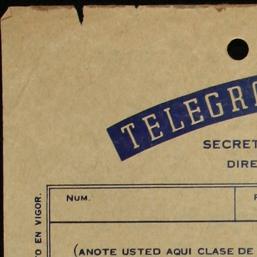 TELEGR
SECRET
DIRE
NUM.
(ANOTE USTED AQUI CLASE DE
O EN VIGOR.